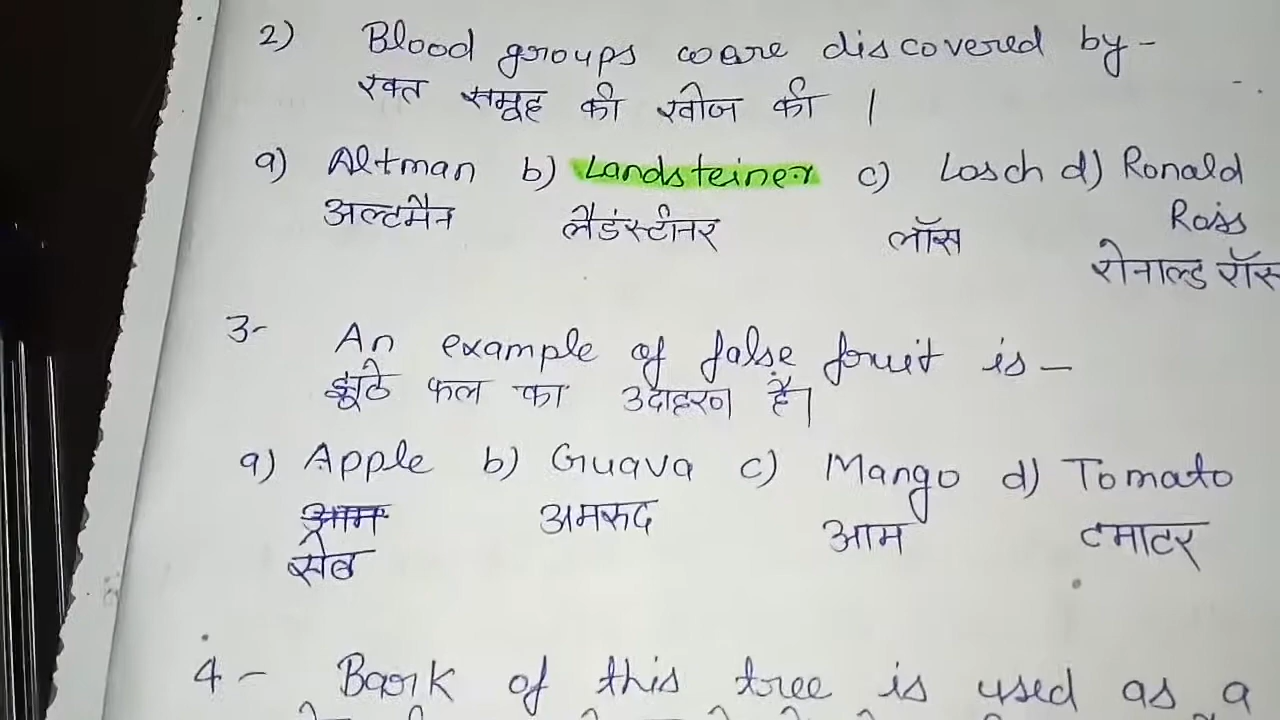 2) Blood groups were discovered by-
रक्त समूह की खोज की ।
a) Altman b) Landsteiner c) Losch d) Ronald Ross
अल्टमैन लैडंस्टीनर लॉस रोनाल्ड रॉस
3- An example of false fruit is —
झूठे फल का उदाहरण है।
a) Apple b) Guava c) Mango d) Tomato
आम अमरुद आम टमाटर
सेब
4- Bark of this tree is used as a